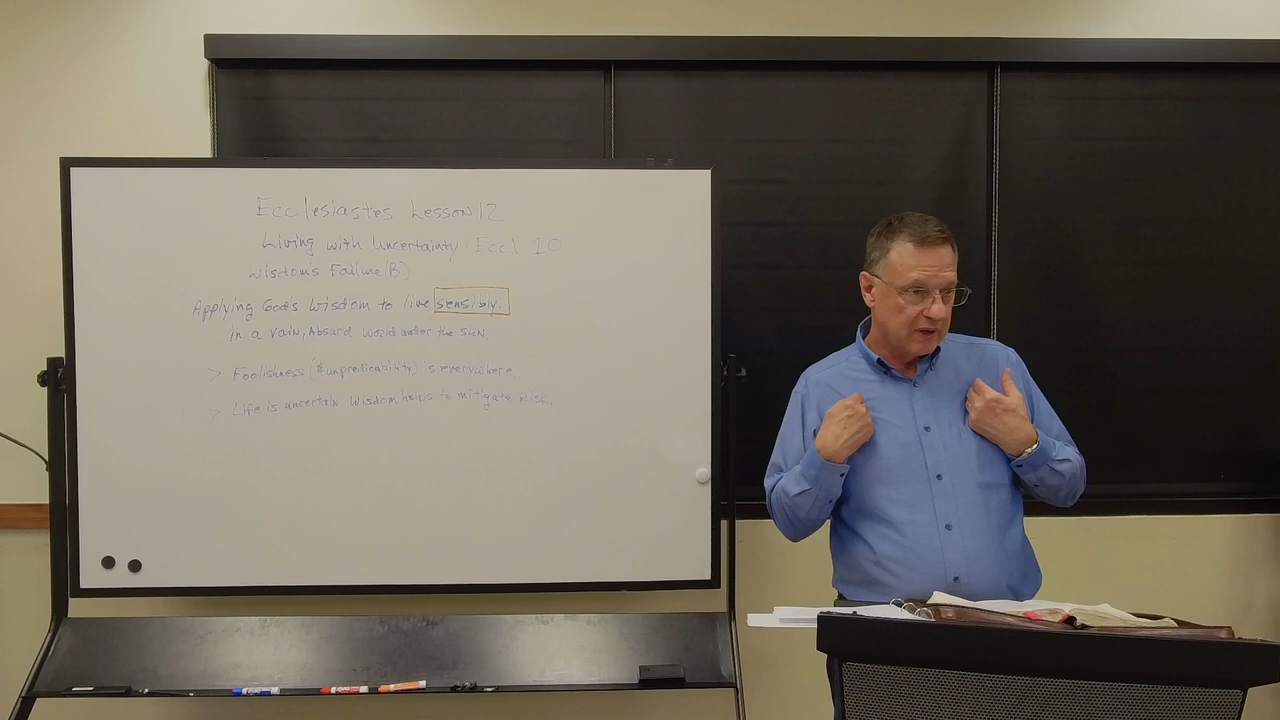 Ecclesiastes Lesson 12
Living with Uncertainty: Eccl 10
Wisdom's Failure(B)
Applying God's Wisdom to live sensibly.
in a vain, Absurd World under the sun
> Foolishness (& unpredicability) is everywhere.
> Life is uncertain. Wisdom helps to mitigate Risk.